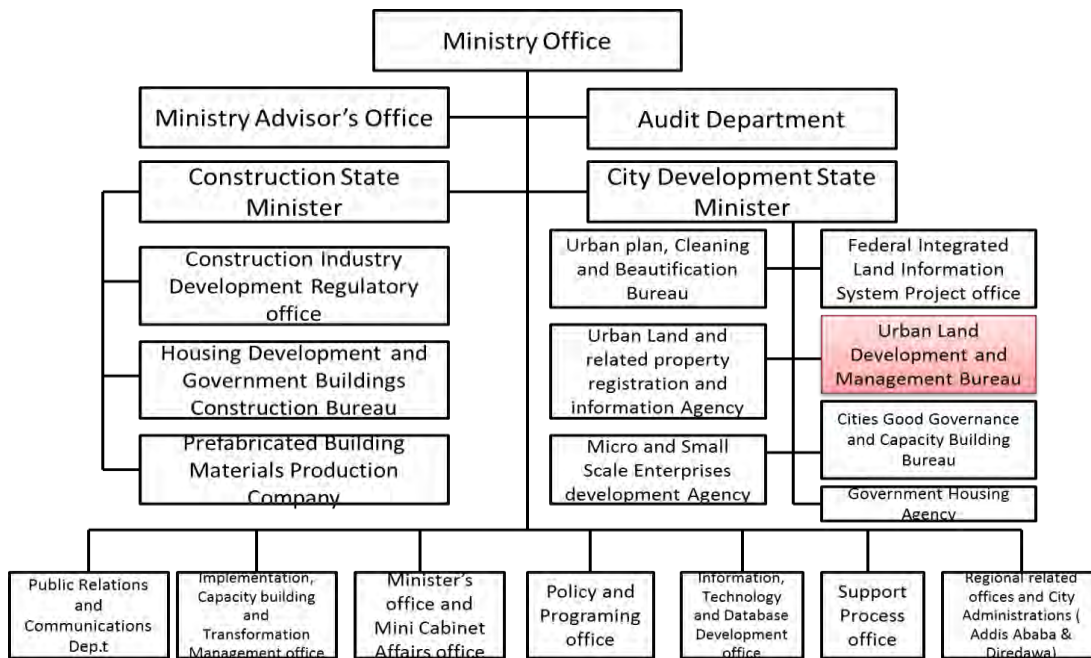 Ministry Office
Ministry Advisor's Office
Audit Department
Construction State
Minister
City Development State
Minister
Construction Industry
Development Regulatory
office
Housing Development and
Government Buildings
Construction Bureau
Prefabricated Building
Materials Production
Company
Urban plan, Cleaning
and Beautification
Bureau
Federal Integrated
Land Information
System Project office
Urban Land and
related property
registration and
information Agency
Urban Land
Development and
Management Bureau
Micro and Small
Scale Enterprises
development Agency
Cities Good Governance
and Capacity Building
Bureau
Government Housing
Agency
Public Relations
and
Communications
Dep.t
Implementation,
Capacity building
and
Transformation
Management office
Minister's
office and
Mini Cabinet
Affairs office
Policy and
Programing
office
Information,
Technology
and Database
Development
office
Support
Process
office
Regional related
offices and City
Administrations (
Addis Ababa &
Diredawa)